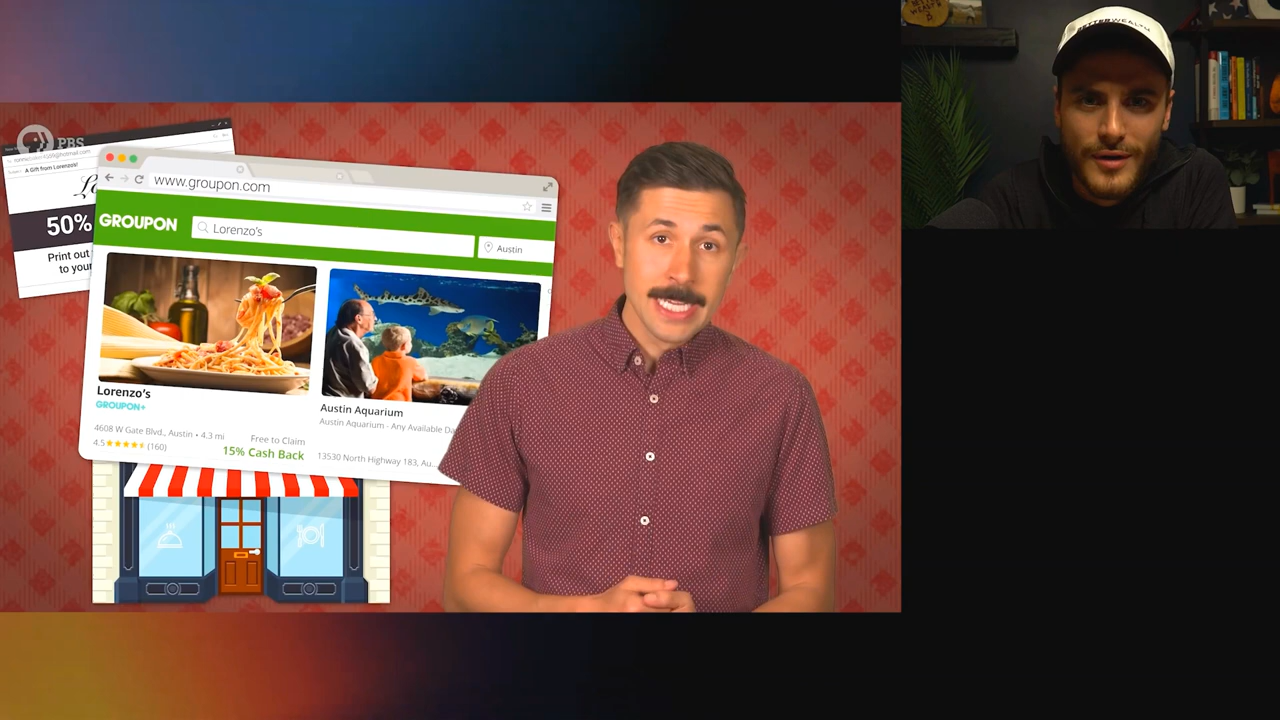 PBS
A Gift from Lorenzo's!
50%
Print out
to your
www.groupon.com
GROUPON
Lorenzo's
Austin
Lorenzo's
GROUPON+
4608 W Gate Blvd., Austin • 4.3 mi
4.5 (160)
Free to Claim
15% Cash Back
Austin Aquarium
Austin Aquarium - Any Available Da
13530 North Highway 183, Au...
BETTERWEALTH